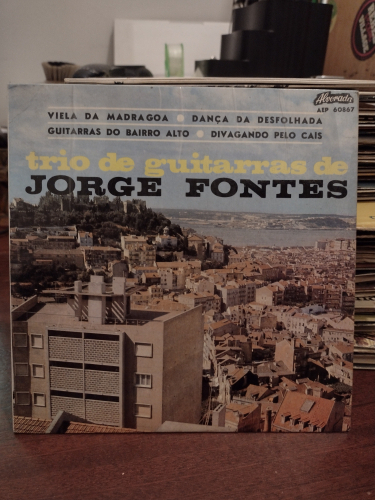 Alvorada
AEP 60867
VIELA DA MADRAGOA • DANÇA DA DESFOLHADA
GUITARRAS DO BAIRRO ALTO • DIVAGANDO PELO CAIS
trio de guitarras de
JORGE FONTES